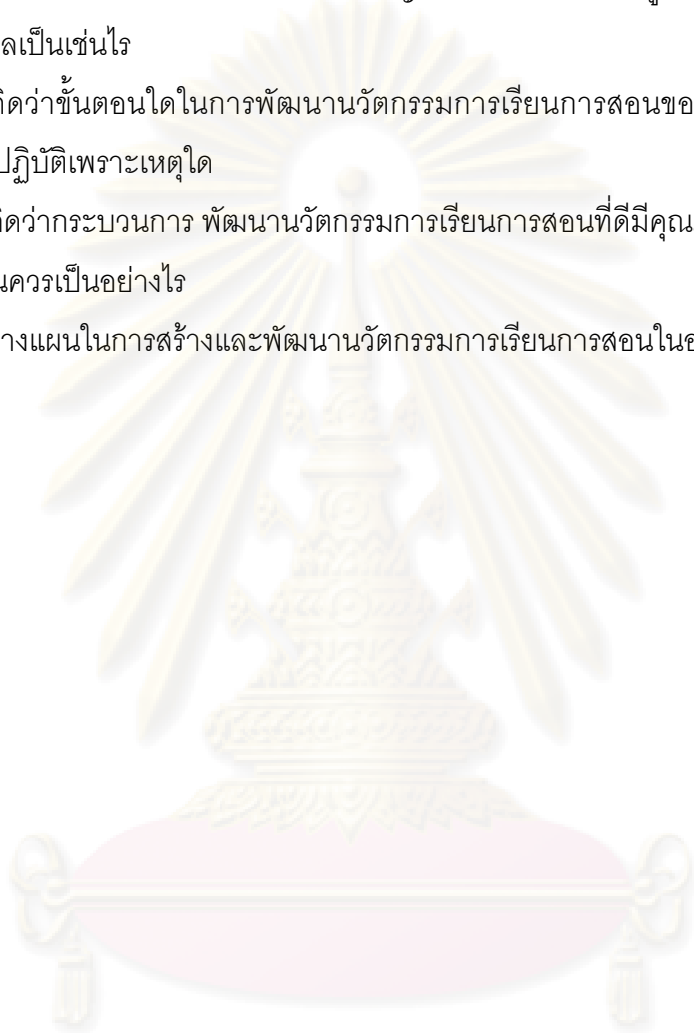 ลเป็นเช่นไร
คิดว่าขั้นตอนใดในการพัฒนานวัตกรรมการเรียนการสอนขอ
ปฏิบัติเพราะเหตุใด
คิดว่ากระบวนการ พัฒนานวัตกรรมการเรียนการสอนที่ดีมีคุณ
นควรเป็นอย่างไร
างแผนในการสร้างและพัฒนานวัตกรรมการเรียนการสอนในอ